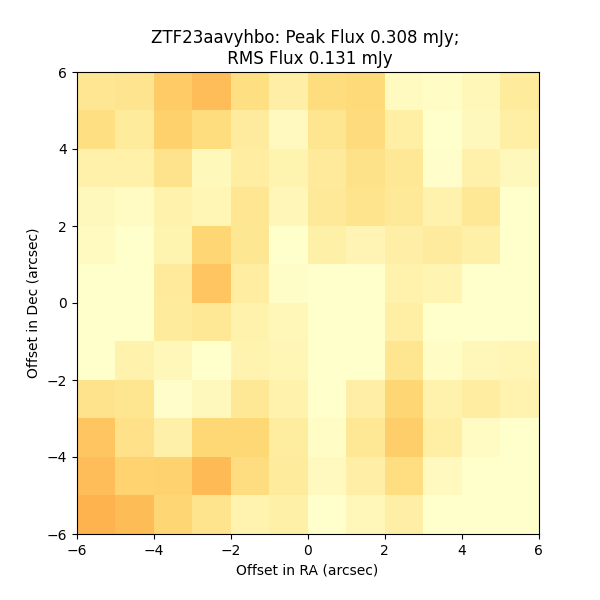 ZTF23aavyhbo: Peak Flux 0.308 mJy;
RMS Flux 0.131 mJy
6
4
2
0
−2
−4
−6
Offset in Dec (arcsec)
−6 −4 −2 0 2 4 6
Offset in RA (arcsec)